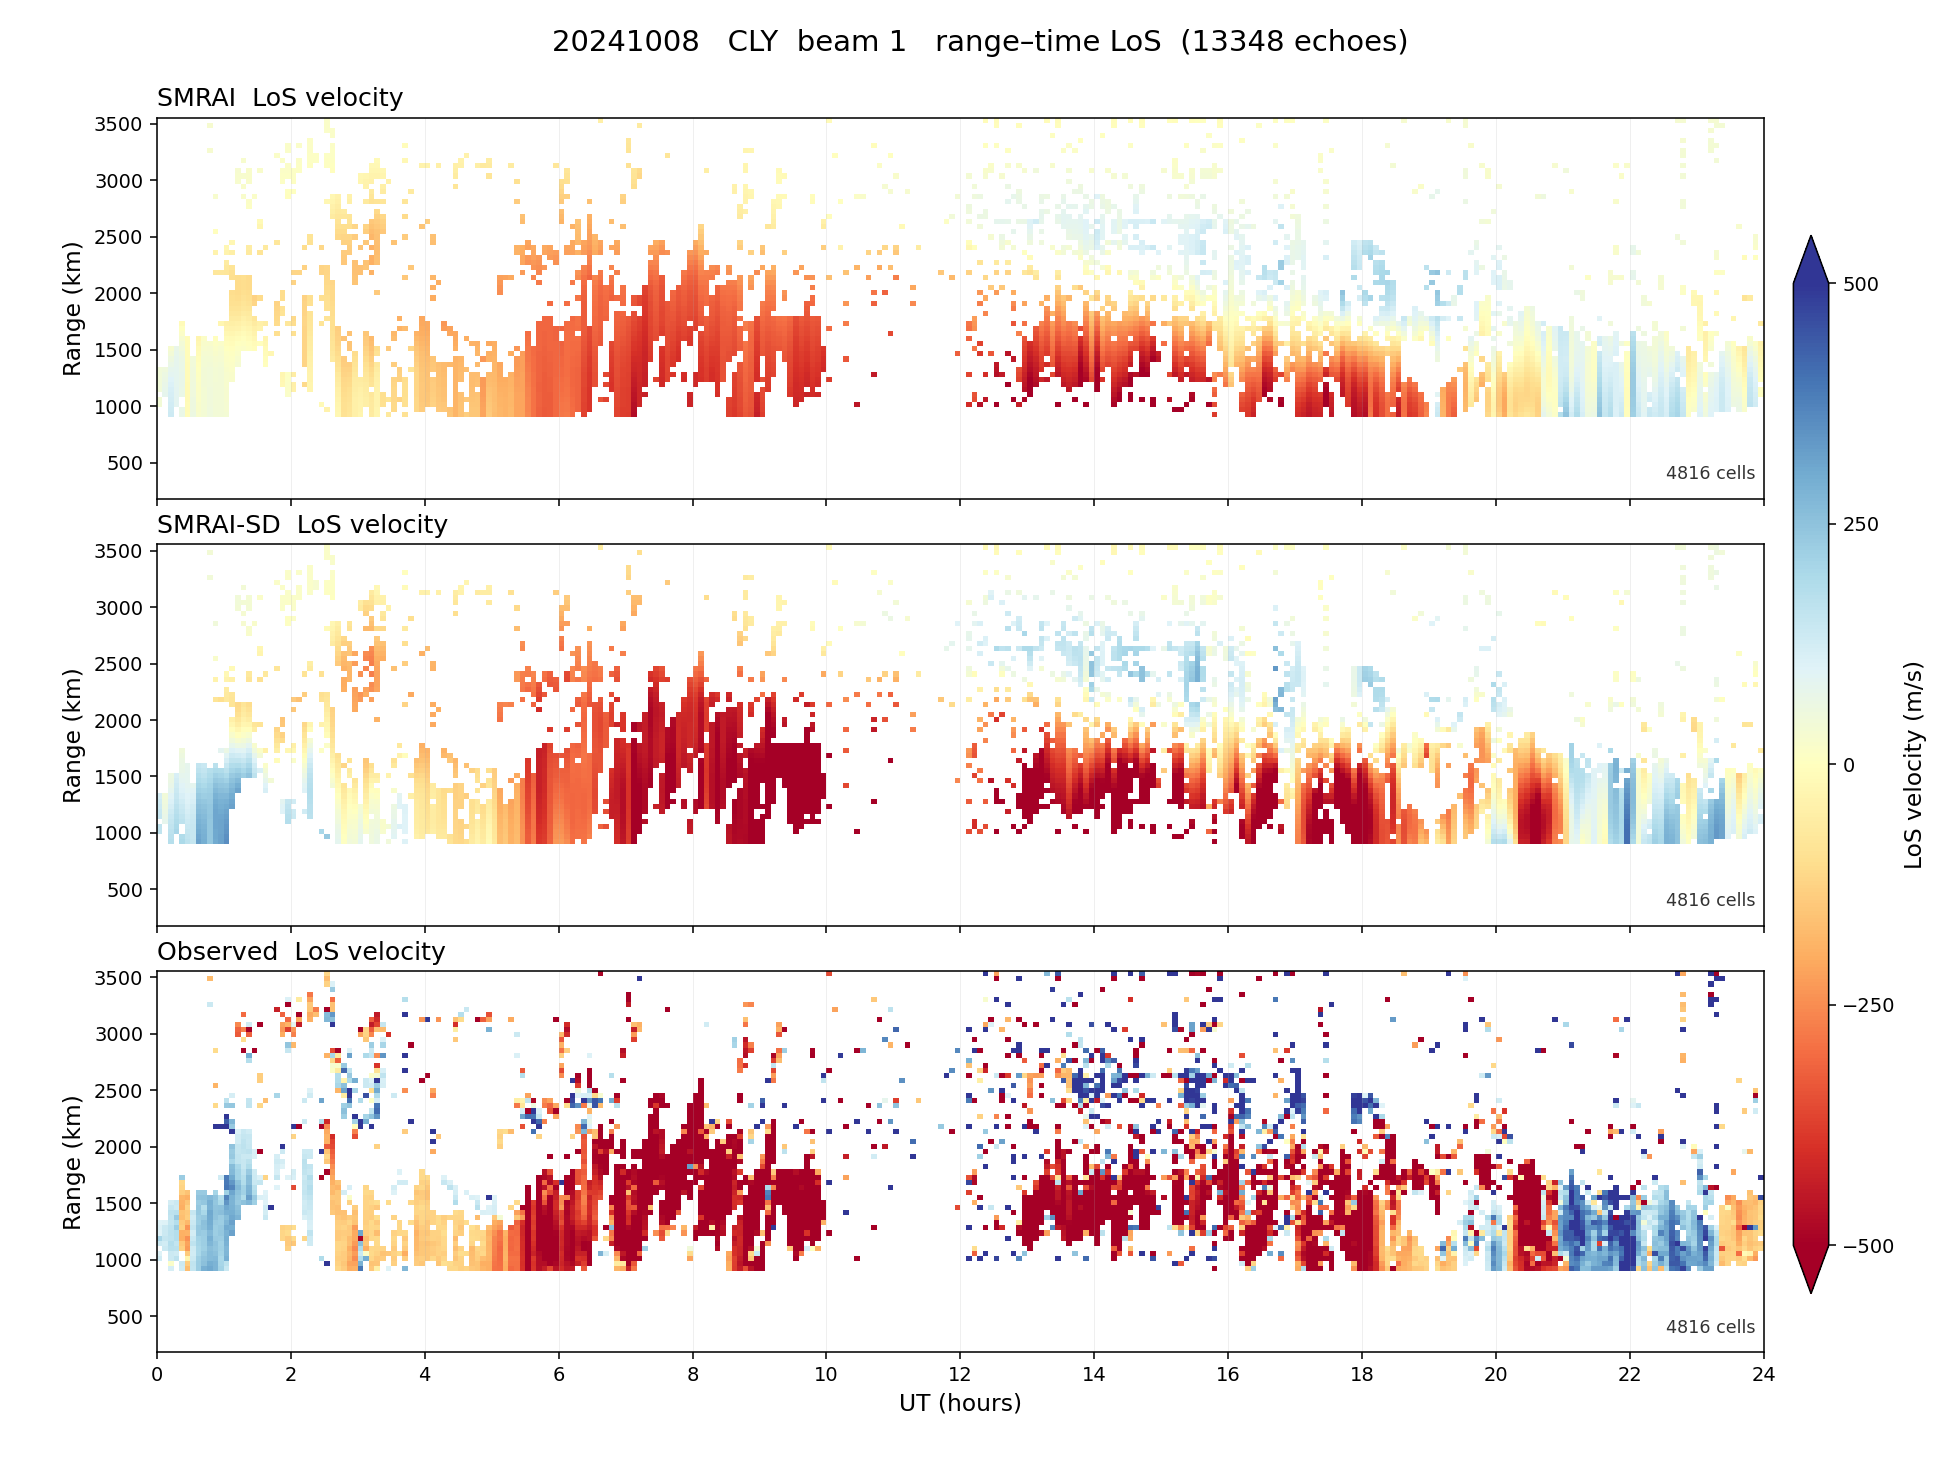 20241008   CLY  beam 1   range–time LoS  (13348 echoes)
SMRAI  LoS velocity
3500
3000
2500
2000
1500
1000
500
Range (km)
4816 cells
SMRAI-SD  LoS velocity
3500
3000
2500
2000
1500
1000
500
Range (km)
4816 cells
Observed  LoS velocity
3500
3000
2500
2000
1500
1000
500
Range (km)
4816 cells
0 2 4 6 8 10 12 14 16 18 20 22 24
UT (hours)
500
250
0
−250
−500
LoS velocity (m/s)